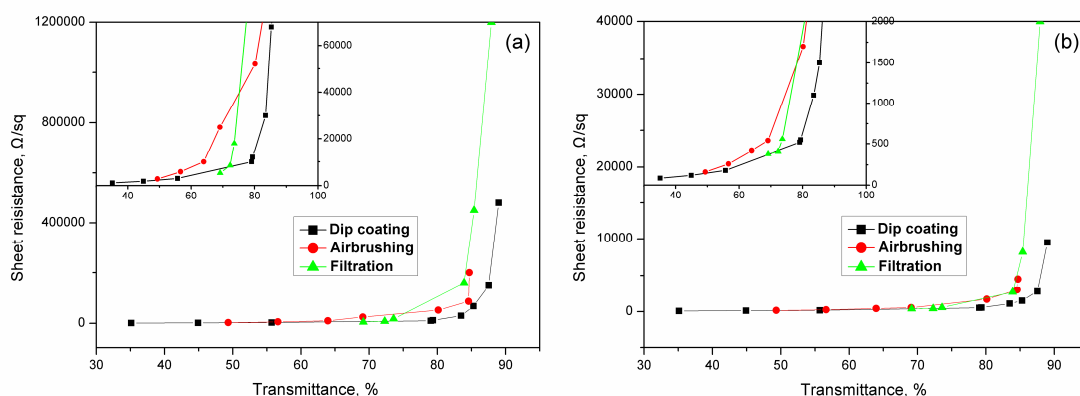 (a)
Sheet reisistance, Ω/sq
1200000
800000
400000
0
30 40 50 60 70 80 90
Transmittance, %
60000
40000
20000
0
40 60 80 100
Dip coating
Airbrushing
Filtration
(b)
Sheet reisistance, Ω/sq
40000
30000
20000
10000
0
30 40 50 60 70 80 90
Transmittance, %
2000
1500
1000
500
0
40 60 80 100
Dip coating
Airbrushing
Filtration